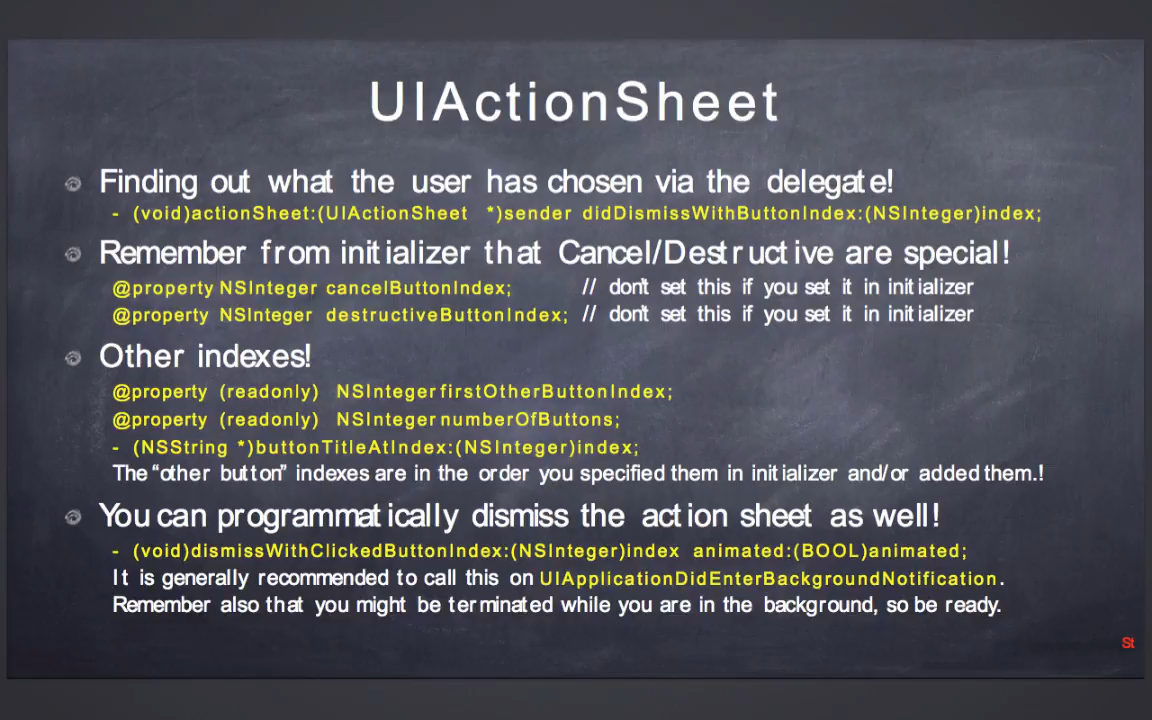 UIActionSheet
Finding out what the user has chosen via the delegate!
- (void)actionSheet:(UIActionSheet *)sender didDismissWithButtonIndex:(NSInteger)index;
Remember from initializer that Cancel/Destructive are special!
@property NSInteger cancelButtonIndex; // don't set this if you set it in initializer
@property NSInteger destructiveButtonIndex; // don't set this if you set it in initializer
Other indexes!
@property (readonly) NSInteger firstOtherButtonIndex;
@property (readonly) NSInteger numberOfButtons;
- (NSString *)buttonTitleAtIndex:(NSInteger)index;
The “other button” indexes are in the order you specified them in initializer and/or added them.!
You can programmatically dismiss the action sheet as well!
- (void)dismissWithClickedButtonIndex:(NSInteger)index animated:(BOOL)animated;
It is generally recommended to call this on UIApplicationDidEnterBackgroundNotification.
Remember also that you might be terminated while you are in the background, so be ready.
St